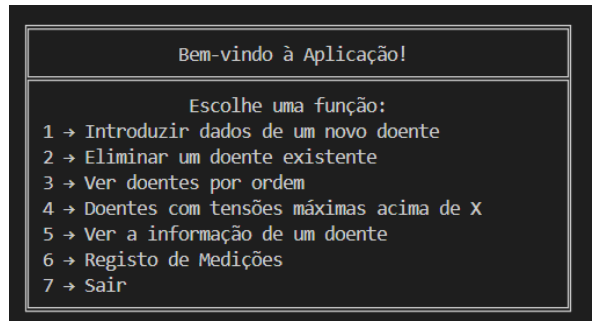 Bem-vindo à Aplicação!
Escolhe uma função:
1 → Introduzir dados de um novo doente
2 → Eliminar um doente existente
3 → Ver doentes por ordem
4 → Doentes com tensões máximas acima de X
5 → Ver a informação de um doente
6 → Registo de Medições
7 → Sair